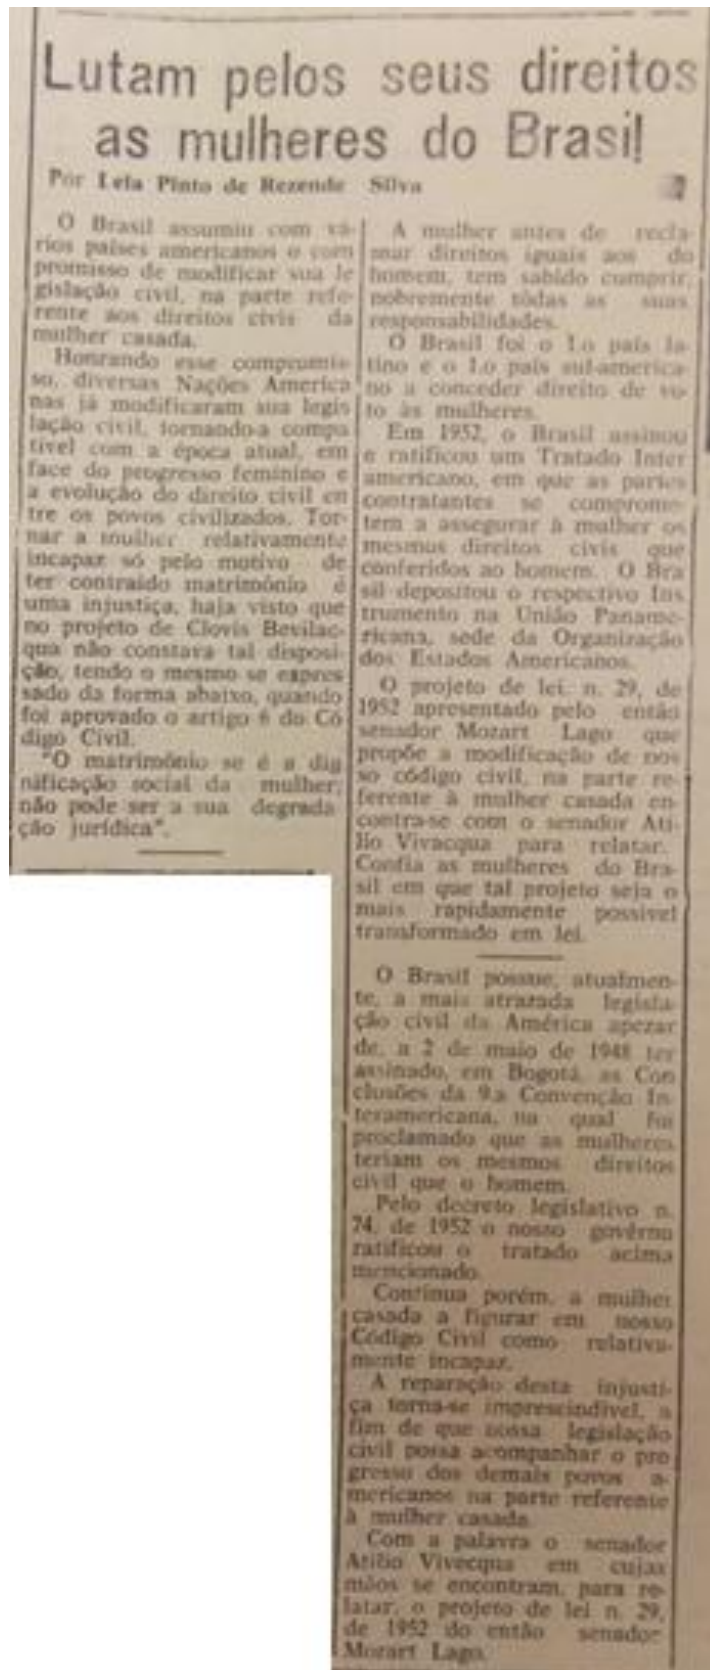 Lutam pelos seus direitos
as mulheres do Brasil
Por Lela Pinto de Rezende Silva
O Brasil assumiu com vá-
rios países americanos o com
promisso de modificar sua le
gislação civil, na parte refe-
rente aos direitos civis da
mulher casada.
Honrando esse compromis-
so, diversas Nações America
nas já modificaram sua legis
lação civil, tornando-a compa
tível com a época atual, em
face do progresso feminino e
a evolução do direito civil en
tre os povos civilizados. Tor-
nar a mulher relativamente
incapaz só pelo motivo de
ter contraído matrimônio é
uma injustiça, haja visto que
no projeto de Clovis Bevilac-
qua não constava tal disposi-
ção, tendo o mesmo se expres
sado da forma abaixo, quando
foi aprovado o artigo 6 do Có
digo Civil.
"O matrimônio se é a dig
nificação social da mulher,
não pode ser a sua degrada
ção jurídica".
A mulher antes de recla-
mar direitos iguais aos do
homem, tem sabido cumprir,
nobremente tôdas as suas
responsabilidades.
O Brasil foi o 1.o país la-
tino e o 1.o país sul-america-
no a conceder direito de vo-
to às mulheres.
Em 1952, o Brasil assinou
e ratificou um Tratado Inter
americano, em que as partes
contratantes se comprome-
tem a assegurar à mulher os
mesmos direitos civis que
conferidos ao homem. O Bra
sil depositou o respectivo Ins
trumento na União Paname-
ricana, sede da Organização
dos Estados Americanos.
O projeto de lei n. 29, de
1952 apresentado pelo então
senador Mozart Lago que
propõe a modificação de nos
so código civil, na parte re-
ferente à mulher casada en-
contra-se com o senador Ati-
lio Vivacqua para relatar.
Confia as mulheres do Bra-
sil em que tal projeto seja o
mais rapidamente possivel
transformado em lei.
O Brasil possue, atualmen-
te, a mais atrazada legisla-
ção civil da América apezar
de, a 2 de maio de 1948 ter
assinado, em Bogotá, as Con
clusões da 9.a Convenção In-
teramericana, na qual foi
proclamado que as mulheres
teriam os mesmos direitos
civil que o homem.
Pelo decreto legislativo n.
74, de 1952 o nosso govêrno
ratificou o tratado acima
mencionado.
Continua porém, a mulher
casada a figurar em nosso
Código Civil como relativa-
mente incapaz.
A reparação desta injusti-
ça torna-se imprescindível, a
fim de que nossa legislação
civil possa acompanhar o pro
gresso dos demais povos a-
mericanos na parte referente
à mulher casada.
Com a palavra o senador
Atilio Vivecqua em cujas
mãos se encontram, para re-
latar, o projeto de lei n. 29,
de 1952 do então senador
Mozart Lago.